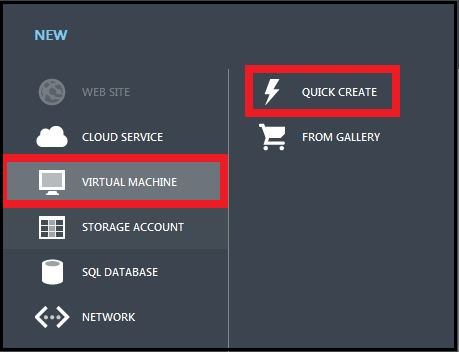 NEW
WEB SITE
CLOUD SERVICE
VIRTUAL MACHINE
STORAGE ACCOUNT
SQL DATABASE
NETWORK
QUICK CREATE
FROM GALLERY